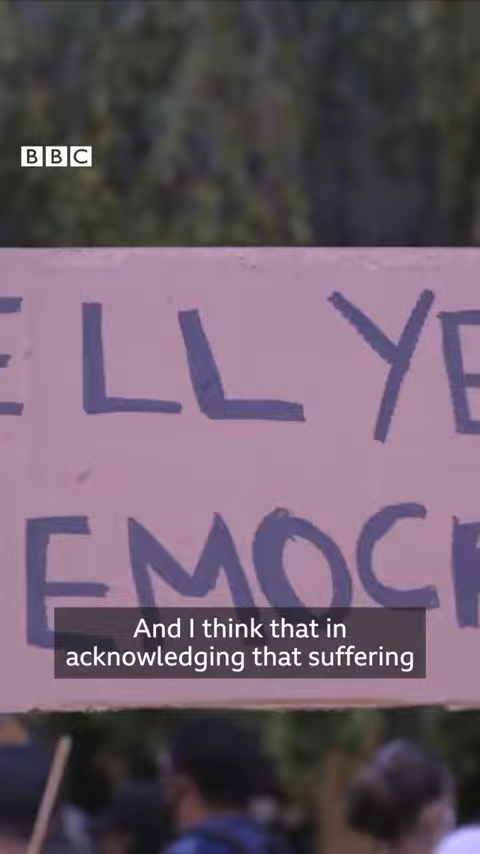 BBC
ELL YE
EMOC
And I think that in
acknowledging that suffering